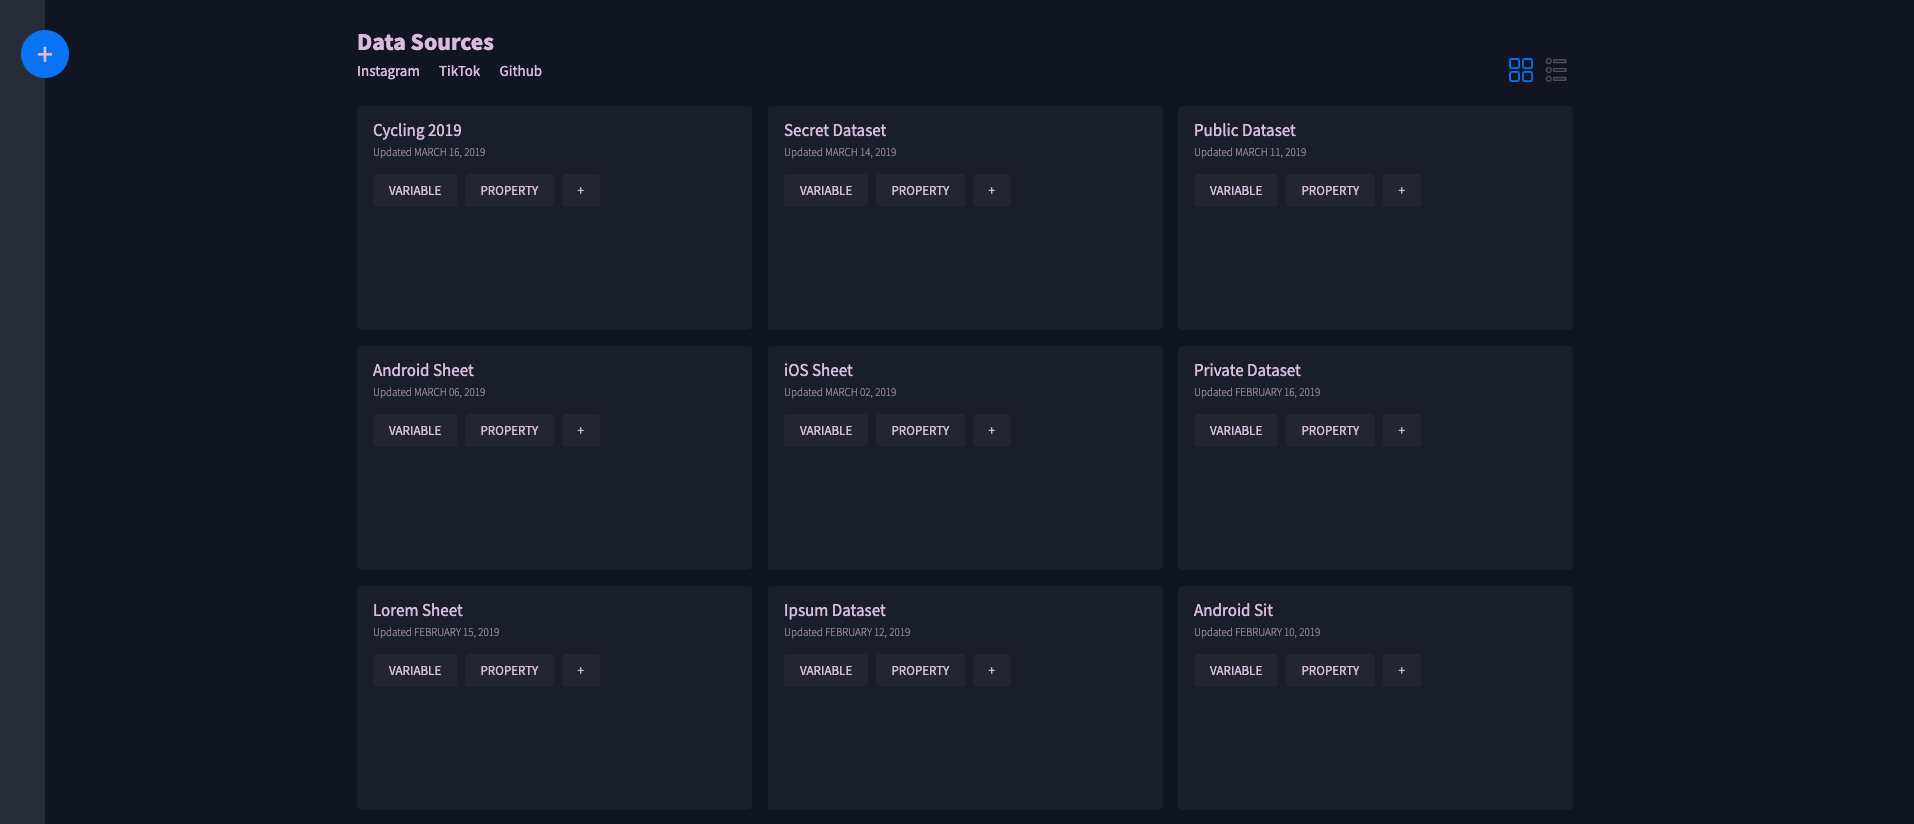 +
Data Sources
Instagram TikTok Github
Cycling 2019
Updated MARCH 16, 2019
VARIABLE PROPERTY +
Secret Dataset
Updated MARCH 14, 2019
VARIABLE PROPERTY +
Public Dataset
Updated MARCH 11, 2019
VARIABLE PROPERTY +
Android Sheet
Updated MARCH 06, 2019
VARIABLE PROPERTY +
iOS Sheet
Updated MARCH 02, 2019
VARIABLE PROPERTY +
Private Dataset
Updated FEBRUARY 16, 2019
VARIABLE PROPERTY +
Lorem Sheet
Updated FEBRUARY 15, 2019
VARIABLE PROPERTY +
Ipsum Dataset
Updated FEBRUARY 12, 2019
VARIABLE PROPERTY +
Android Sit
Updated FEBRUARY 10, 2019
VARIABLE PROPERTY +